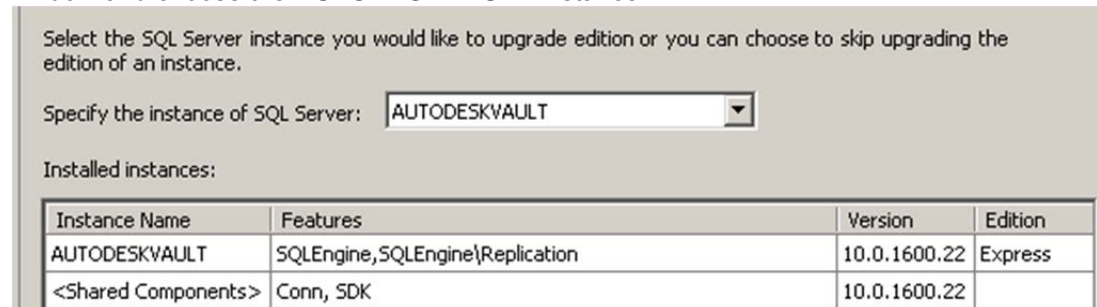 Select the SQL Server instance you would like to upgrade edition or you can choose to skip upgrading the
edition of an instance.
Specify the instance of SQL Server: AUTODESKVAULT
Installed instances:
Instance Name Features Version Edition
AUTODESKVAULT SQLEngine,SQLEngine\Replication 10.0.1600.22 Express
<Shared Components> Conn, SDK 10.0.1600.22